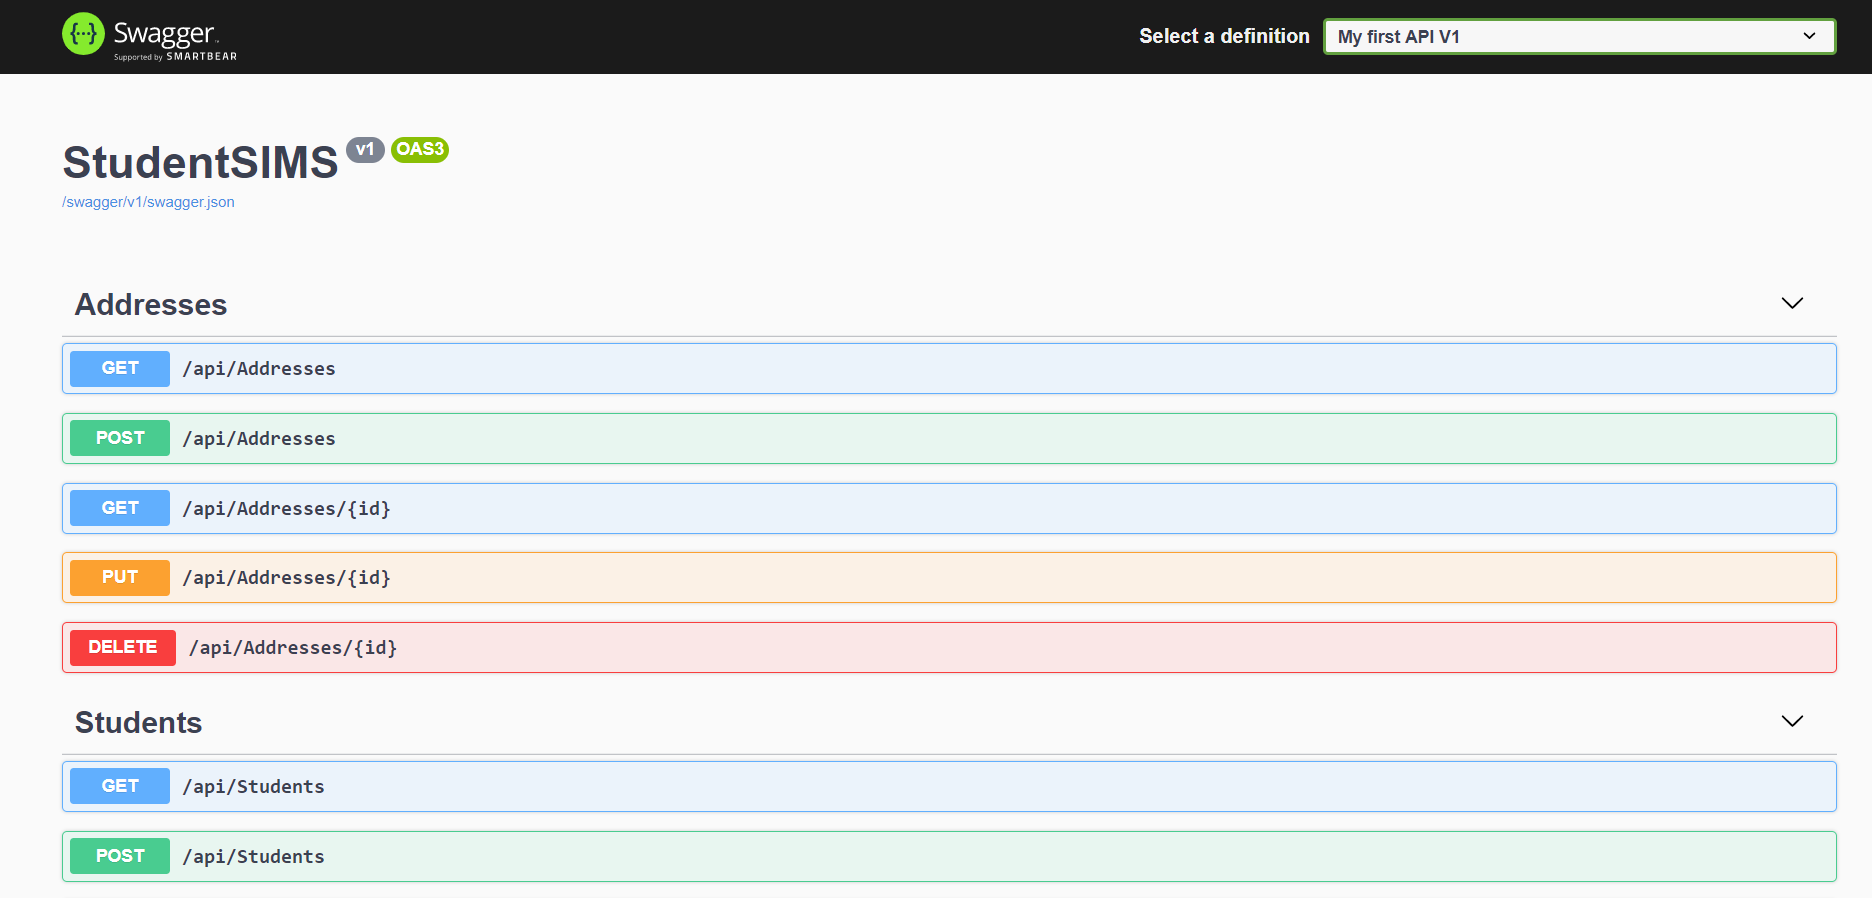 Swagger
Supported by SMARTBEAR
Select a definition
My first API V1
StudentSIMS v1 OAS3
/swagger/v1/swagger.json
Addresses
GET /api/Addresses
POST /api/Addresses
GET /api/Addresses/{id}
PUT /api/Addresses/{id}
DELETE /api/Addresses/{id}
Students
GET /api/Students
POST /api/Students